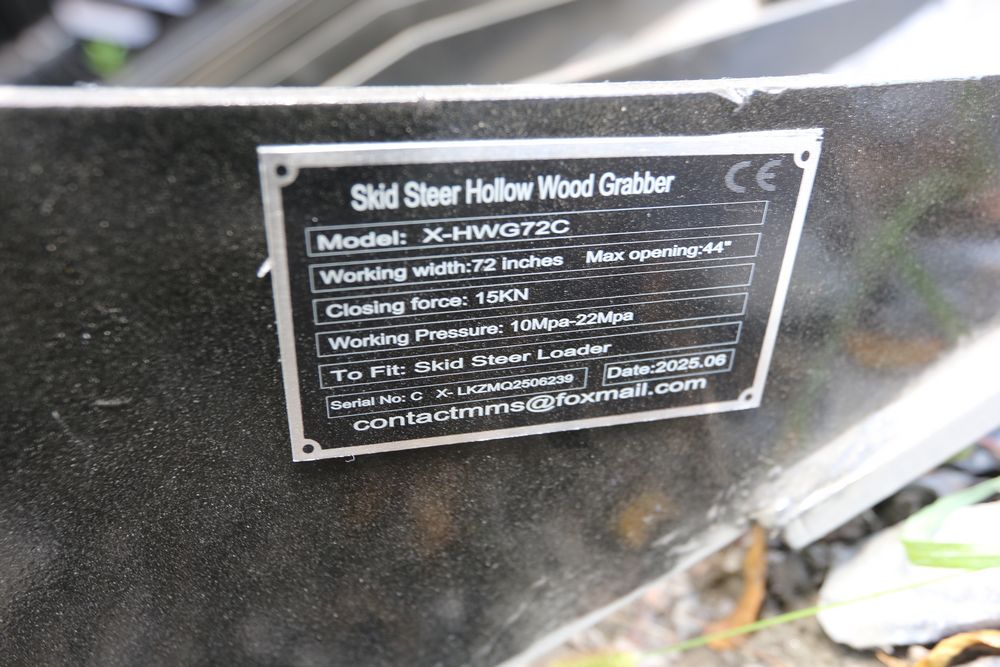 Skid Steer Hollow Wood Grabber CE
Model: X-HWG72C
Working width:72 inches Max opening:44"
Closing force: 15KN
Working Pressure: 10Mpa-22Mpa
To Fit: Skid Steer Loader
Serial No: C X- LKZMQ2506239 Date:2025.06
contactmms@foxmail.com